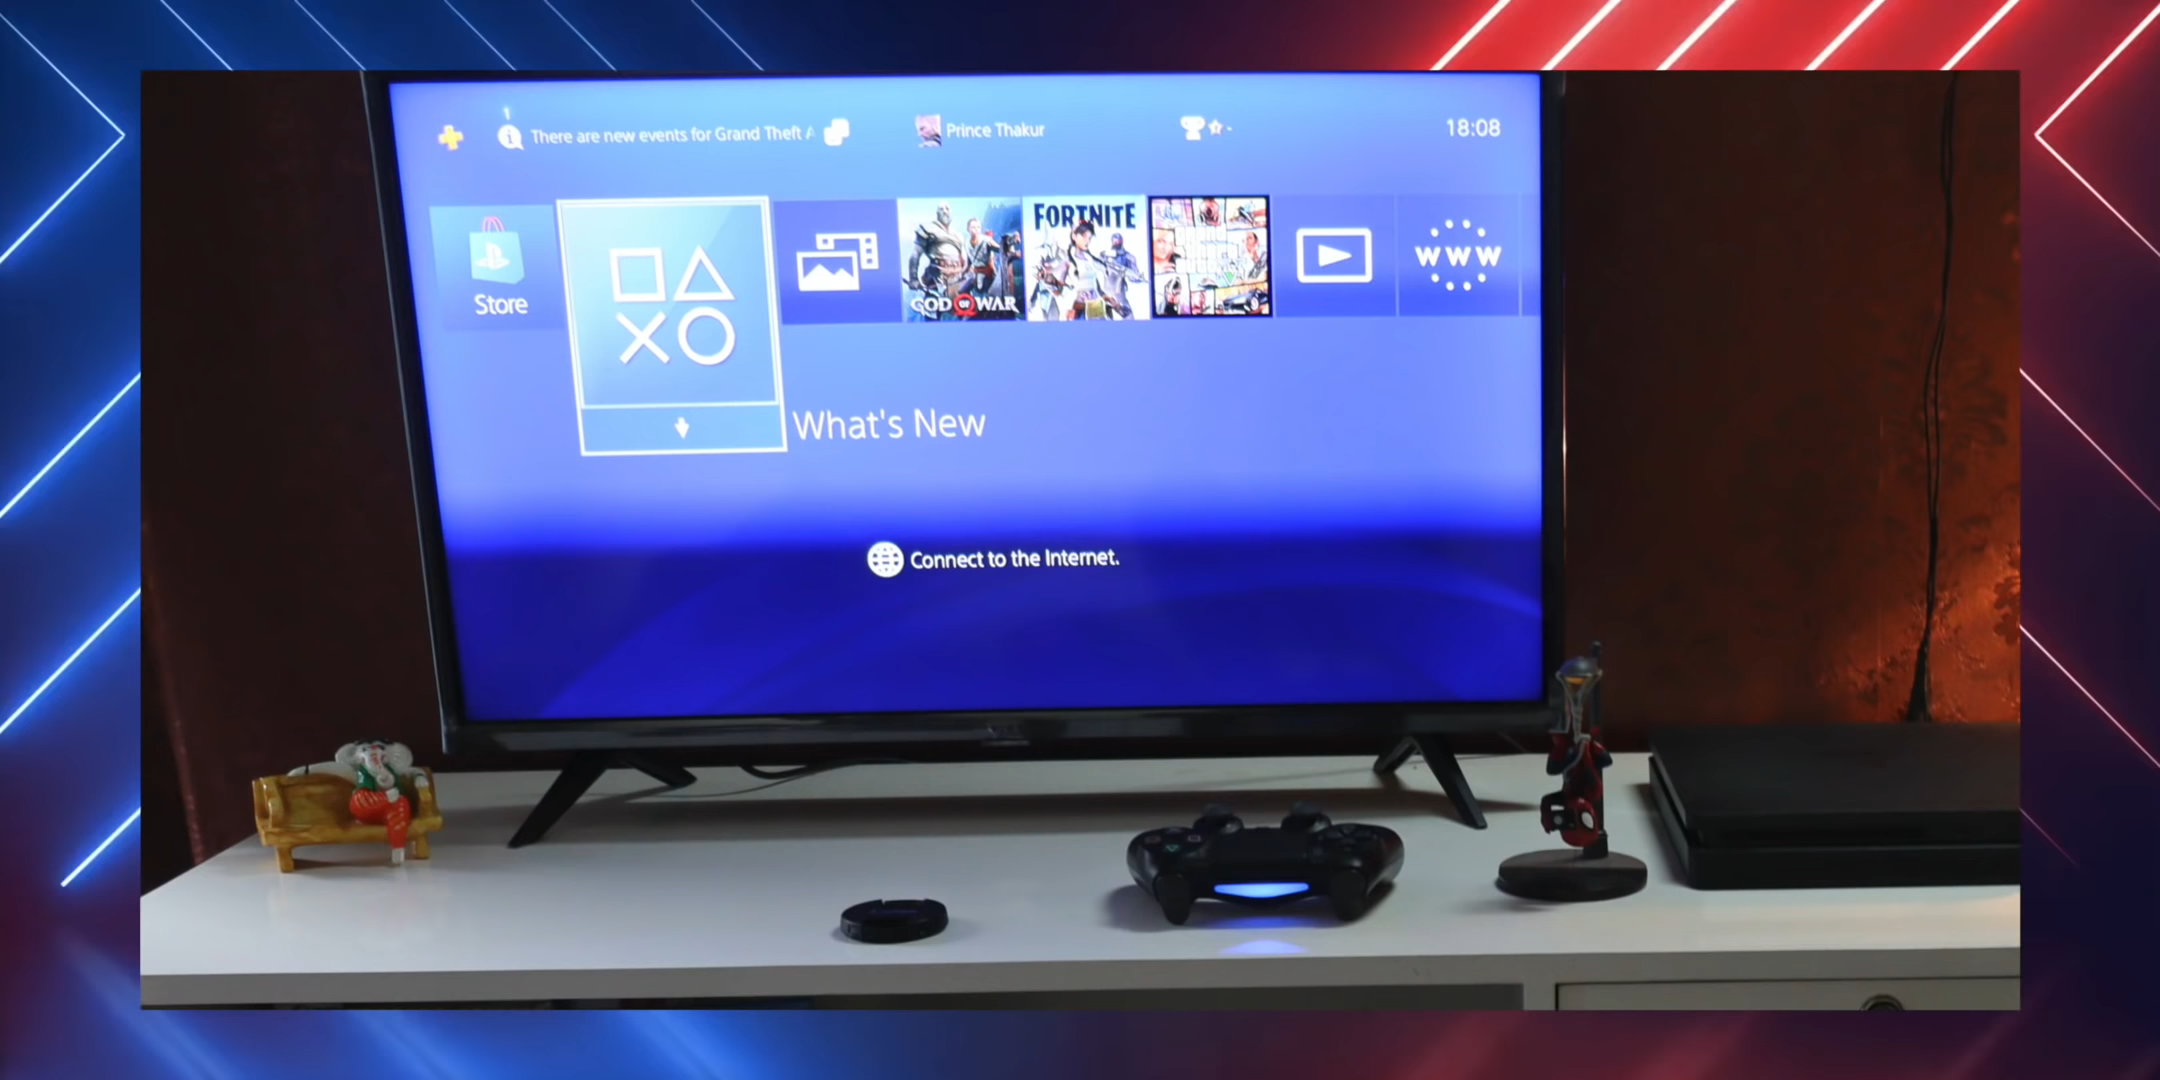 1
There are new events for Grand Theft A
Prince Thakur
18:08
Store
GOD OF WAR
FORTNITE
WWW
What's New
Connect to the Internet.